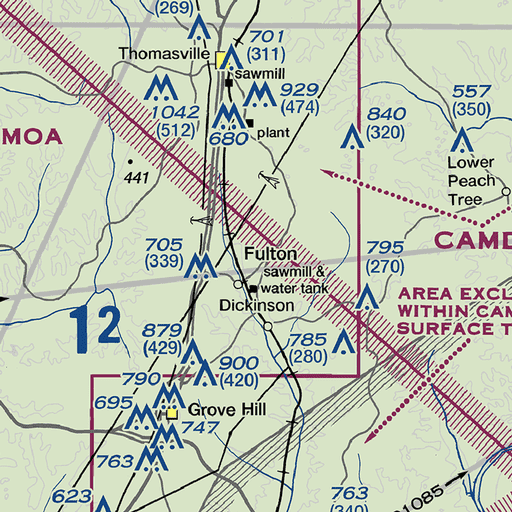 (269)
Thomasville
701
(311)
sawmill
929
(474)
1042
(512)
680
plant
840
(320)
557
(350)
MOA
441
Lower
Peach
Tree
CAMD
705
(339)
Fulton
sawmill &
water tank
Dickinson
795
(270)
AREA EXCL
WITHIN CAM
SURFACE T
12
879
(429)
785
(280)
900
(420)
790
695
Grove Hill
747
763
623
763
(340)
01085